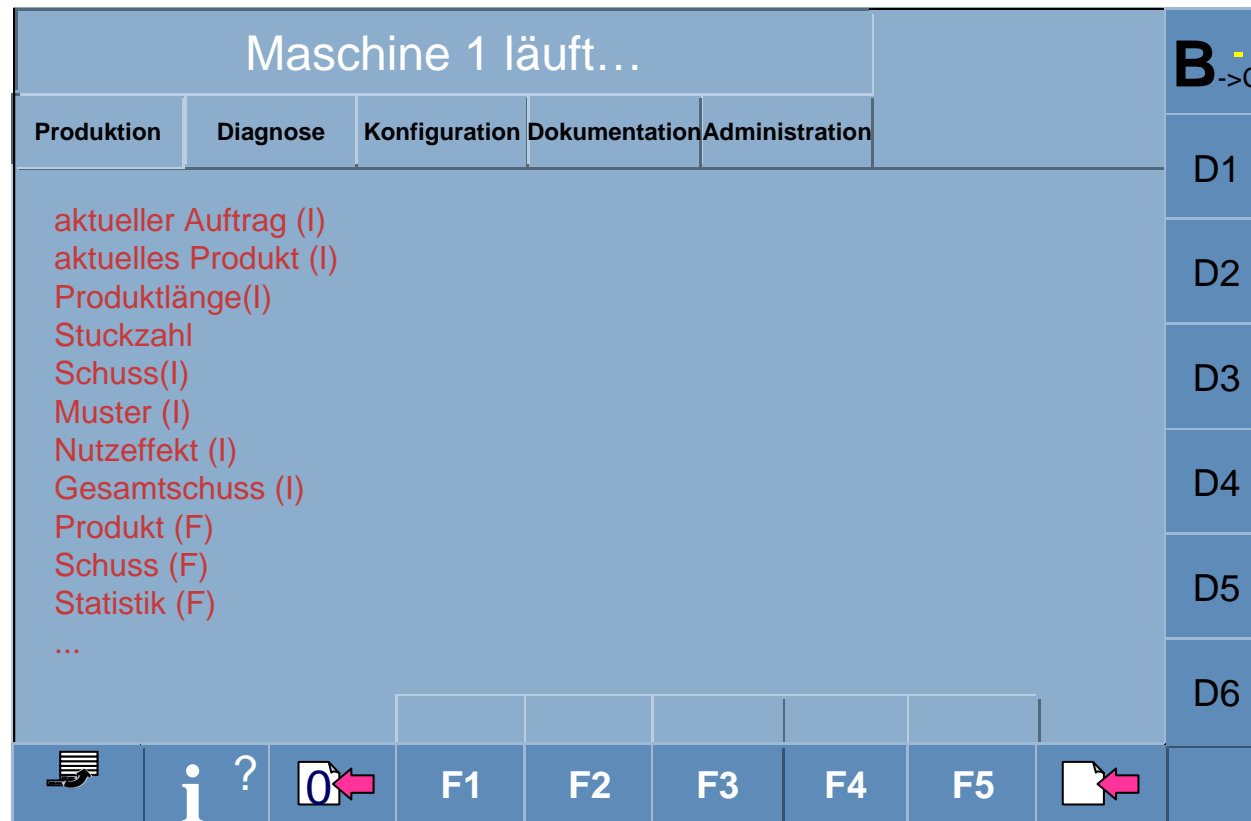 Maschine 1 läuft...
B
->
Produktion Diagnose Konfiguration Dokumentation Administration
D1
aktueller Auftrag (I)
aktuelles Produkt (I)
D2
Produktlänge(I)
Stuckzahl
Schuss(I)
D3
Muster (I)
Nutzeffekt (I)
Gesamtschuss (I)
D4
Produkt (F)
Schuss (F)
Statistik (F)
D5
...
D6
i ? 0 F1 F2 F3 F4 F5